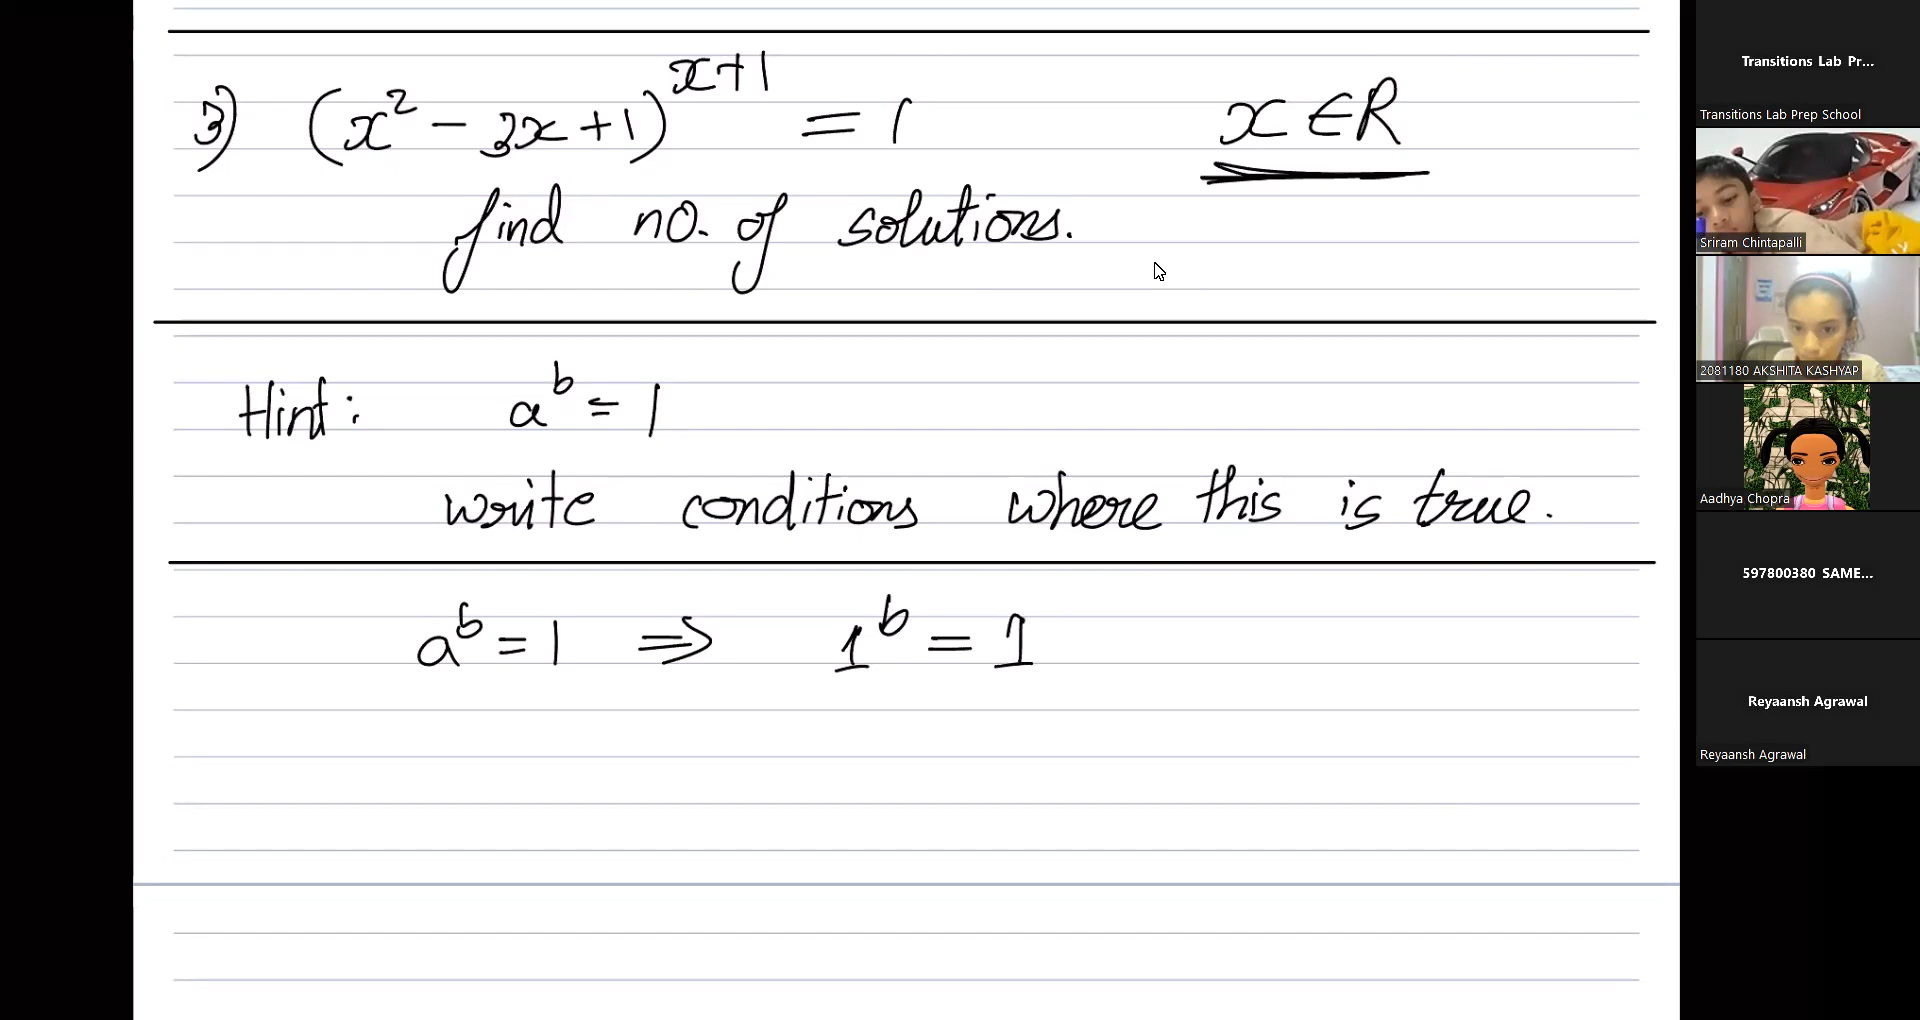 3) (x² - 3x + 1)^(x+1) = 1 x ∈ R
find no. of solutions.
Hint: a^b = 1
write conditions where this is true.
a^b = 1 ⇒ 1^b = 1
Transitions Lab Pr...
Transitions Lab Prep School
Sriram Chintapalli
2081180 AKSHITA KASHYAP
Aadhya Chopra
597800380 SAME...
Reyaansh Agrawal
Reyaansh Agrawal